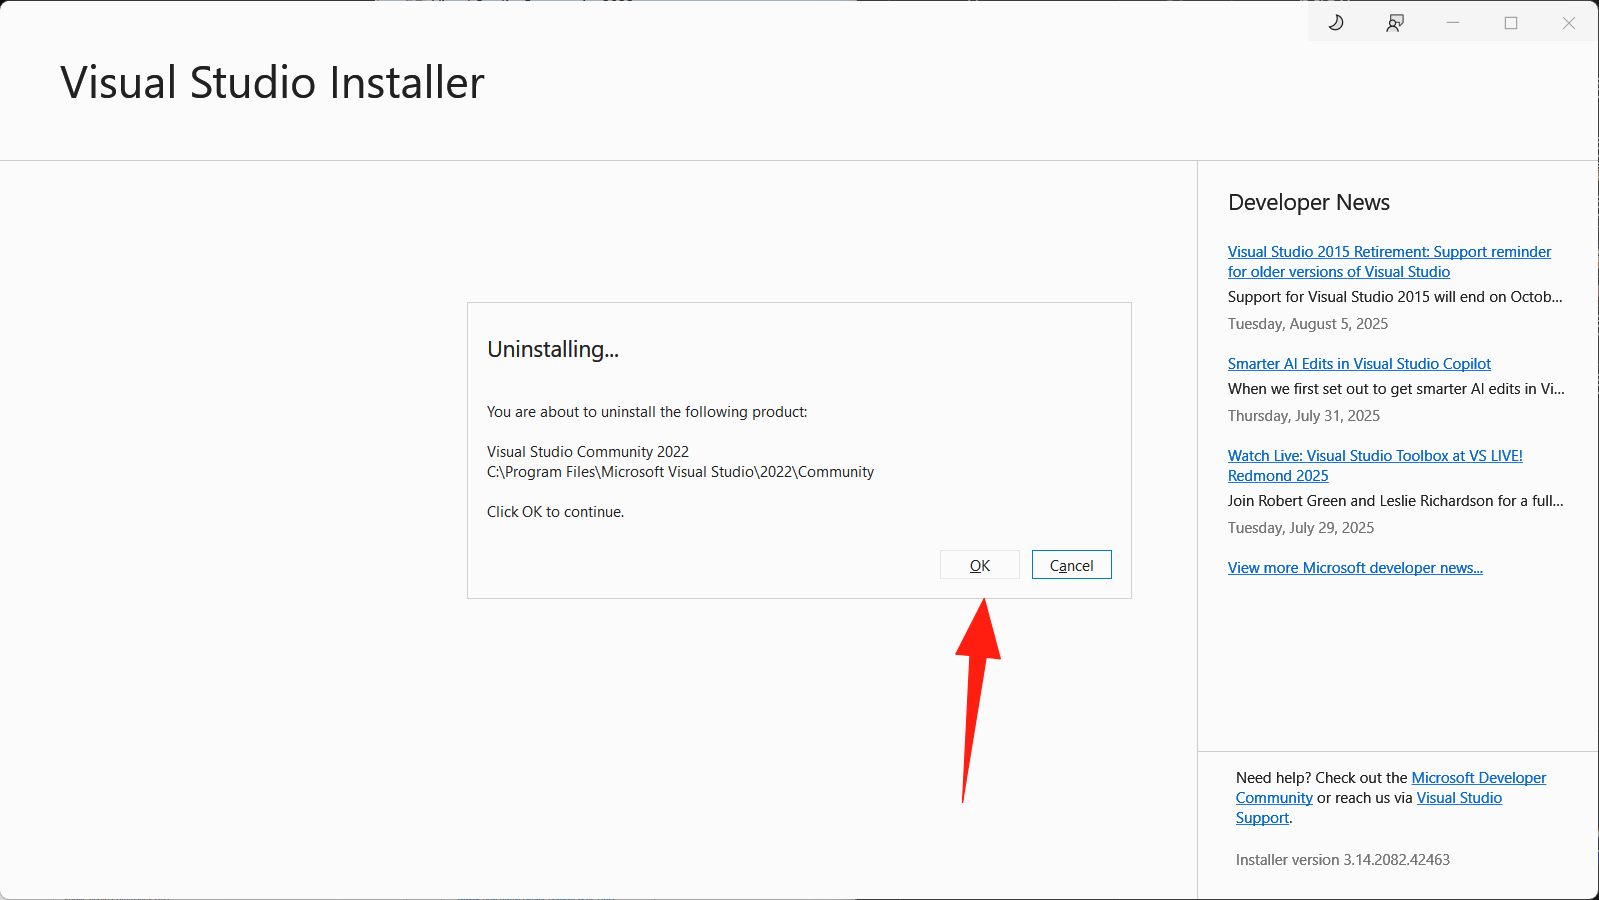 Visual Studio Installer
Uninstalling...
You are about to uninstall the following product:
Visual Studio Community 2022
C:\Program Files\Microsoft Visual Studio\2022\Community
Click OK to continue.
OK
Cancel
Developer News
Visual Studio 2015 Retirement: Support reminder
for older versions of Visual Studio
Support for Visual Studio 2015 will end on Octob...
Tuesday, August 5, 2025
Smarter AI Edits in Visual Studio Copilot
When we first set out to get smarter AI edits in Vi...
Thursday, July 31, 2025
Watch Live: Visual Studio Toolbox at VS LIVE!
Redmond 2025
Join Robert Green and Leslie Richardson for a full...
Tuesday, July 29, 2025
View more Microsoft developer news...
Need help? Check out the Microsoft Developer
Community or reach us via Visual Studio
Support.
Installer version 3.14.2082.42463